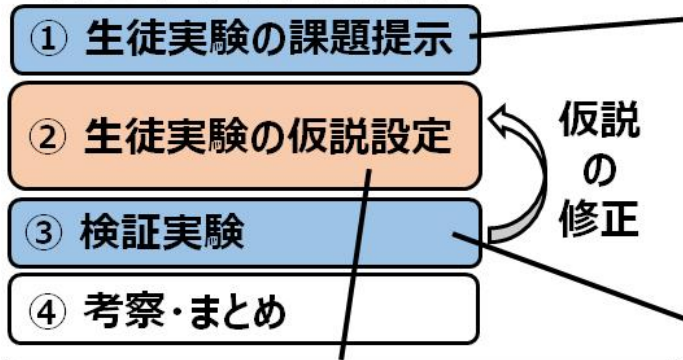 ① 生徒実験の課題提示
② 生徒実験の仮説設定
③ 検証実験
④ 考察・まとめ
仮説
の
修正